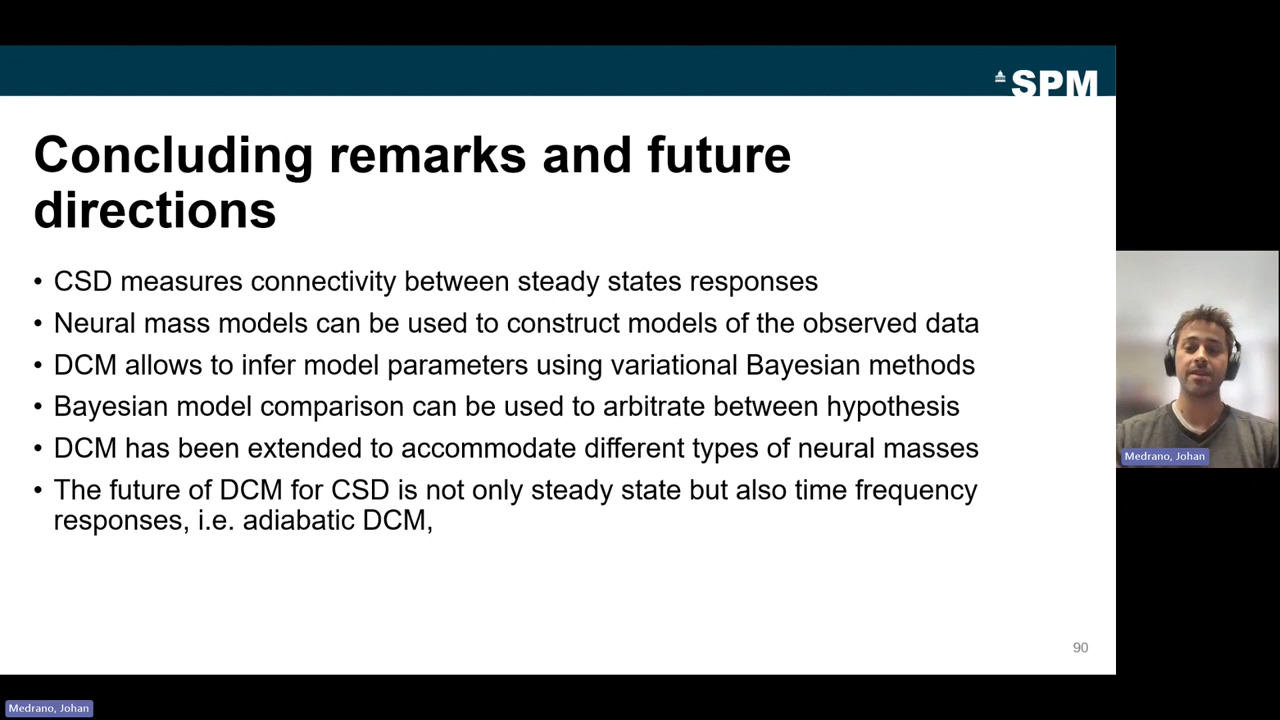 SPM
Concluding remarks and future
directions
• CSD measures connectivity between steady states responses
• Neural mass models can be used to construct models of the observed data
• DCM allows to infer model parameters using variational Bayesian methods
• Bayesian model comparison can be used to arbitrate between hypothesis
• DCM has been extended to accommodate different types of neural masses
• The future of DCM for CSD is not only steady state but also time frequency
responses, i.e. adiabatic DCM,
90
Medrano, Johan
Medrano, Johan